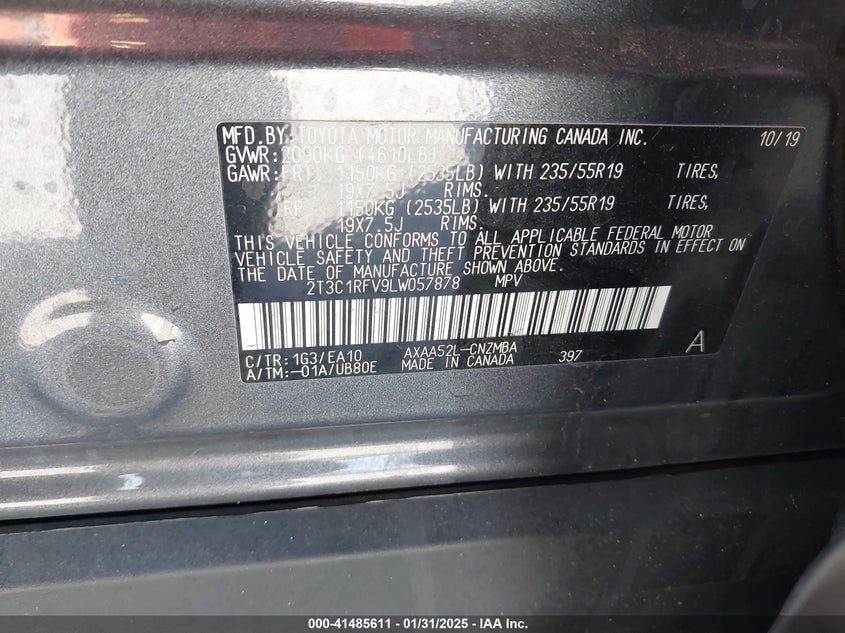 MFD.BY:TOYOTA MOTOR MANUFACTURING CANADA INC. 10/19
GVWR:2090KG (4610LB)
GAWR:FRT. 1150KG (2535LB) WITH 235/55R19 TIRES,
19X7.5J RIMS.
RR. 1150KG (2535LB) WITH 235/55R19 TIRES,
19X7.5J RIMS.
THIS VEHICLE CONFORMS TO ALL APPLICABLE FEDERAL MOTOR
VEHICLE SAFETY AND THEFT PREVENTION STANDARDS IN EFFECT ON
THE DATE OF MANUFACTURE SHOWN ABOVE.
2T3C1RFV9LW057878 MPV
C/TR: 1G3/EA10 AXAA52L-CNZMBA 397 A
A/TM:-01A/UB80E MADE IN CANADA
000-41485611 - 01/31/2025 - IAA Inc.